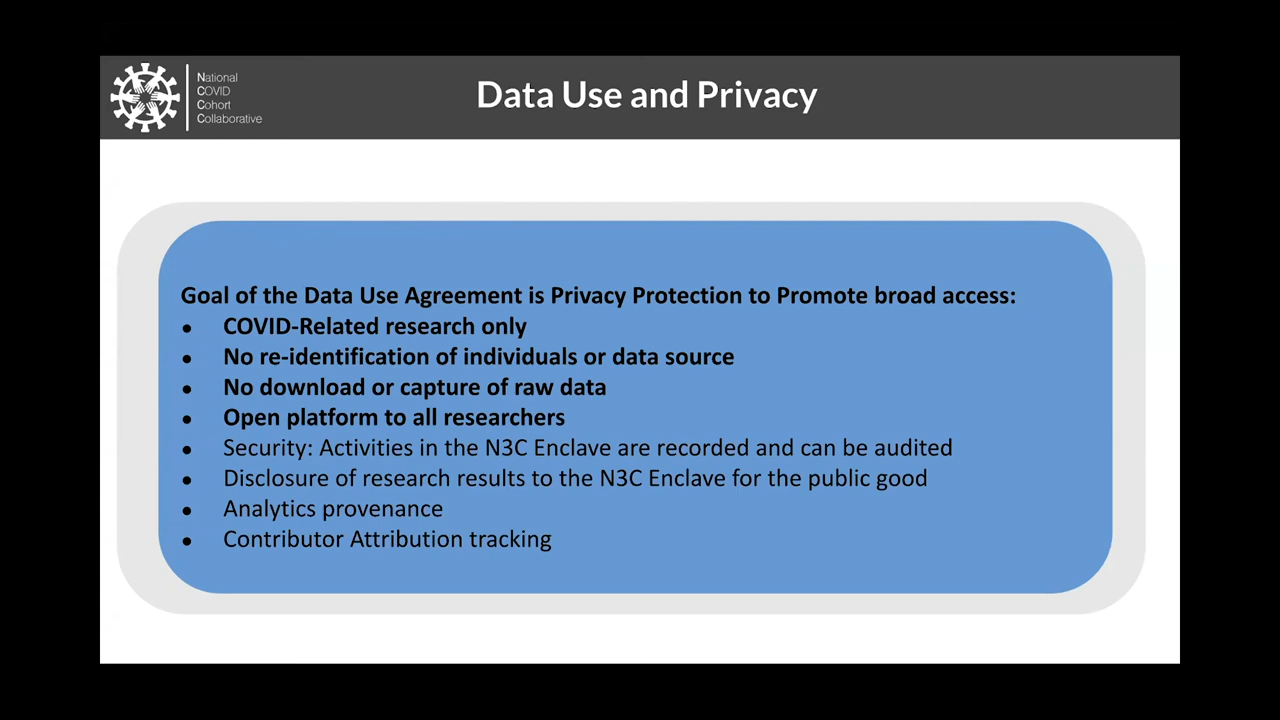 National
COVID
Cohort
Collaborative
Data Use and Privacy
Goal of the Data Use Agreement is Privacy Protection to Promote broad access:
● COVID-Related research only
● No re-identification of individuals or data source
● No download or capture of raw data
● Open platform to all researchers
● Security: Activities in the N3C Enclave are recorded and can be audited
● Disclosure of research results to the N3C Enclave for the public good
● Analytics provenance
● Contributor Attribution tracking